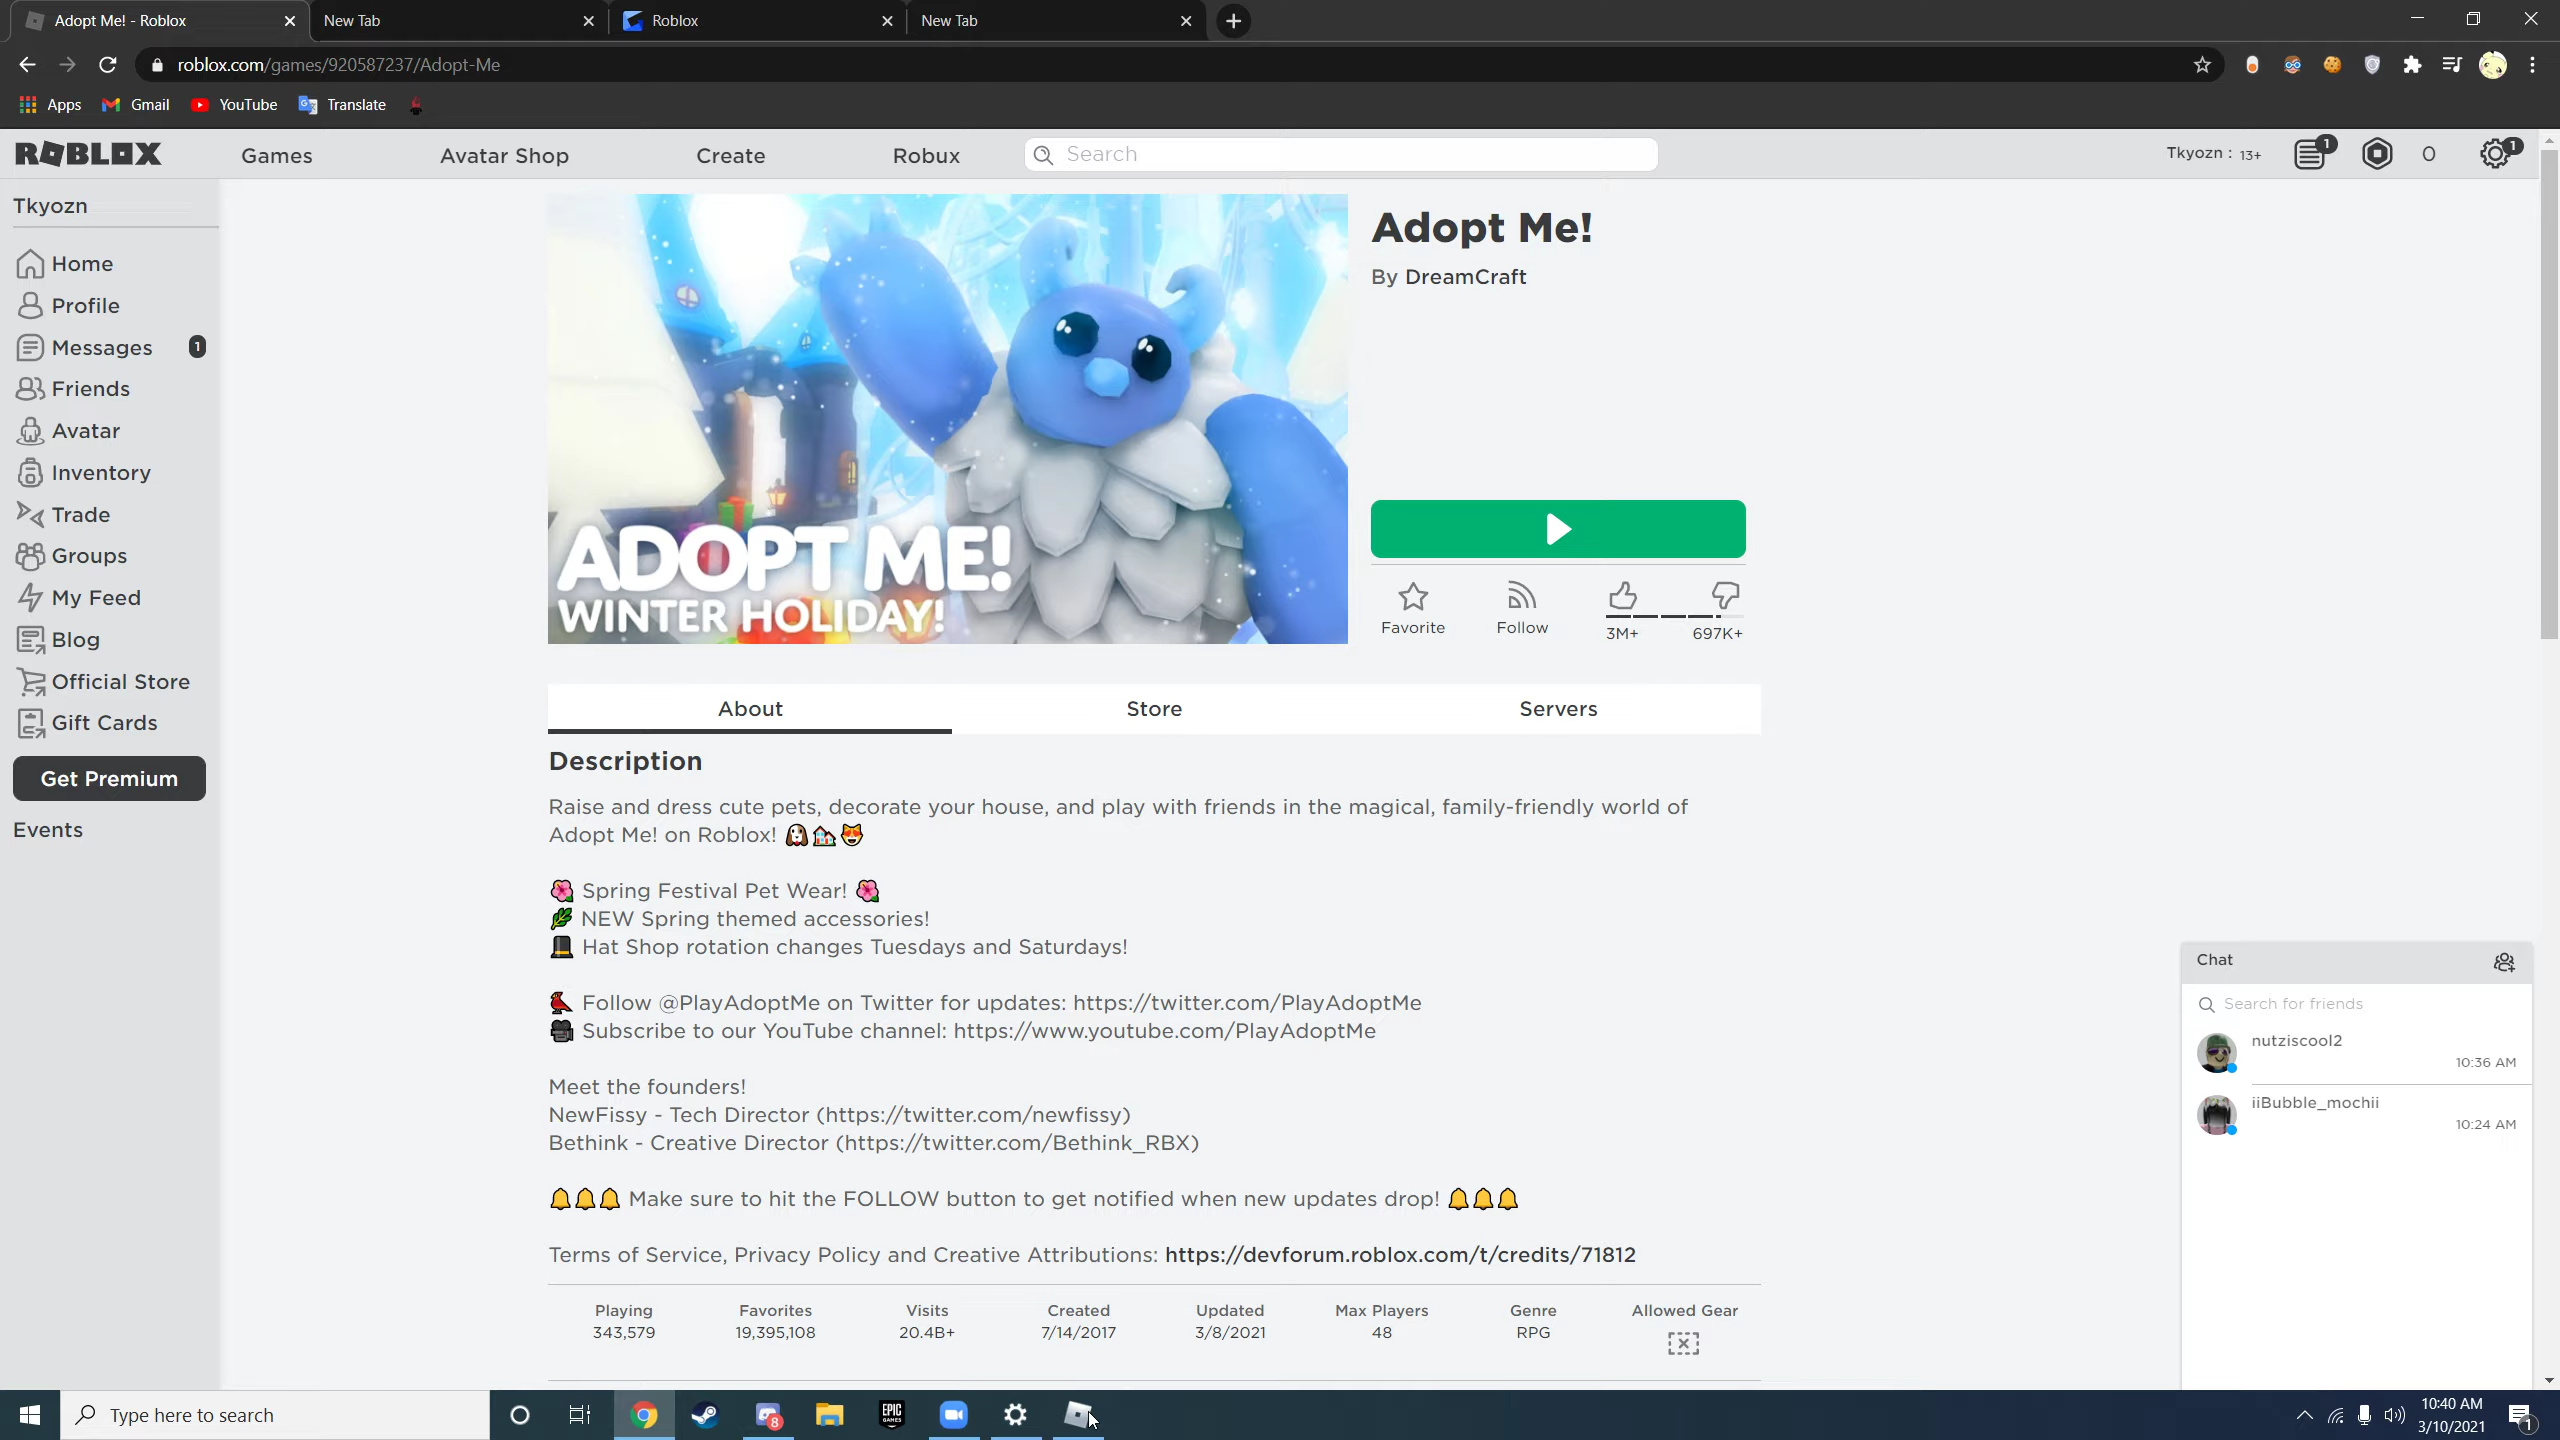 Adopt Me! - Roblox
New Tab
Roblox
New Tab
roblox.com/games/920587237/Adopt-Me
Apps
Gmail
YouTube
Translate
ROBLOX
Games
Avatar Shop
Create
Robux
Search
Tkyozn : 13+
1
0
1
Tkyozn
Home
Profile
Messages
1
Friends
Avatar
Inventory
Trade
Groups
My Feed
Blog
Official Store
Gift Cards
Get Premium
Events
ADOPT ME!
WINTER HOLIDAY!
Adopt Me!
By DreamCraft
Favorite
Follow
3M+
697K+
About
Store
Servers
Description
Raise and dress cute pets, decorate your house, and play with friends in the magical, family-friendly world of
Adopt Me! on Roblox! 🐶🏡😻
🌺 Spring Festival Pet Wear! 🌺
🌿 NEW Spring themed accessories!
🎩 Hat Shop rotation changes Tuesdays and Saturdays!
🐦 Follow @PlayAdoptMe on Twitter for updates: https://twitter.com/PlayAdoptMe
🎥 Subscribe to our YouTube channel: https://www.youtube.com/PlayAdoptMe
Meet the founders!
NewFissy - Tech Director (https://twitter.com/newfissy)
Bethink - Creative Director (https://twitter.com/Bethink_RBX)
🔔🔔🔔 Make sure to hit the FOLLOW button to get notified when new updates drop! 🔔🔔🔔
Terms of Service, Privacy Policy and Creative Attributions: https://devforum.roblox.com/t/credits/71812
Playing
343,579
Favorites
19,395,108
Visits
20.4B+
Created
7/14/2017
Updated
3/8/2021
Max Players
48
Genre
RPG
Allowed Gear
Chat
Search for friends
nutziscool2
10:36 AM
iiBubble_mochii
10:24 AM
Type here to search
8
EPIC
GAMES
10:40 AM
3/10/2021
1